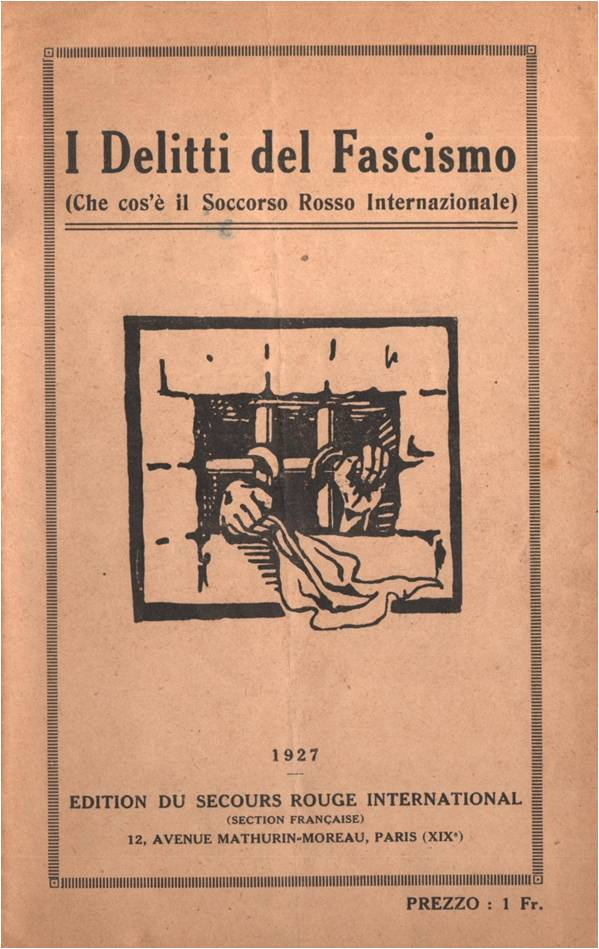 I Delitti del Fascismo
(Che cos'è il Soccorso Rosso Internazionale)
1927
EDITION DU SECOURS ROUGE INTERNATIONAL
(SECTION FRANÇAISE)
12, AVENUE MATHURIN-MOREAU, PARIS (XIXᵉ)
PREZZO : 1 Fr.